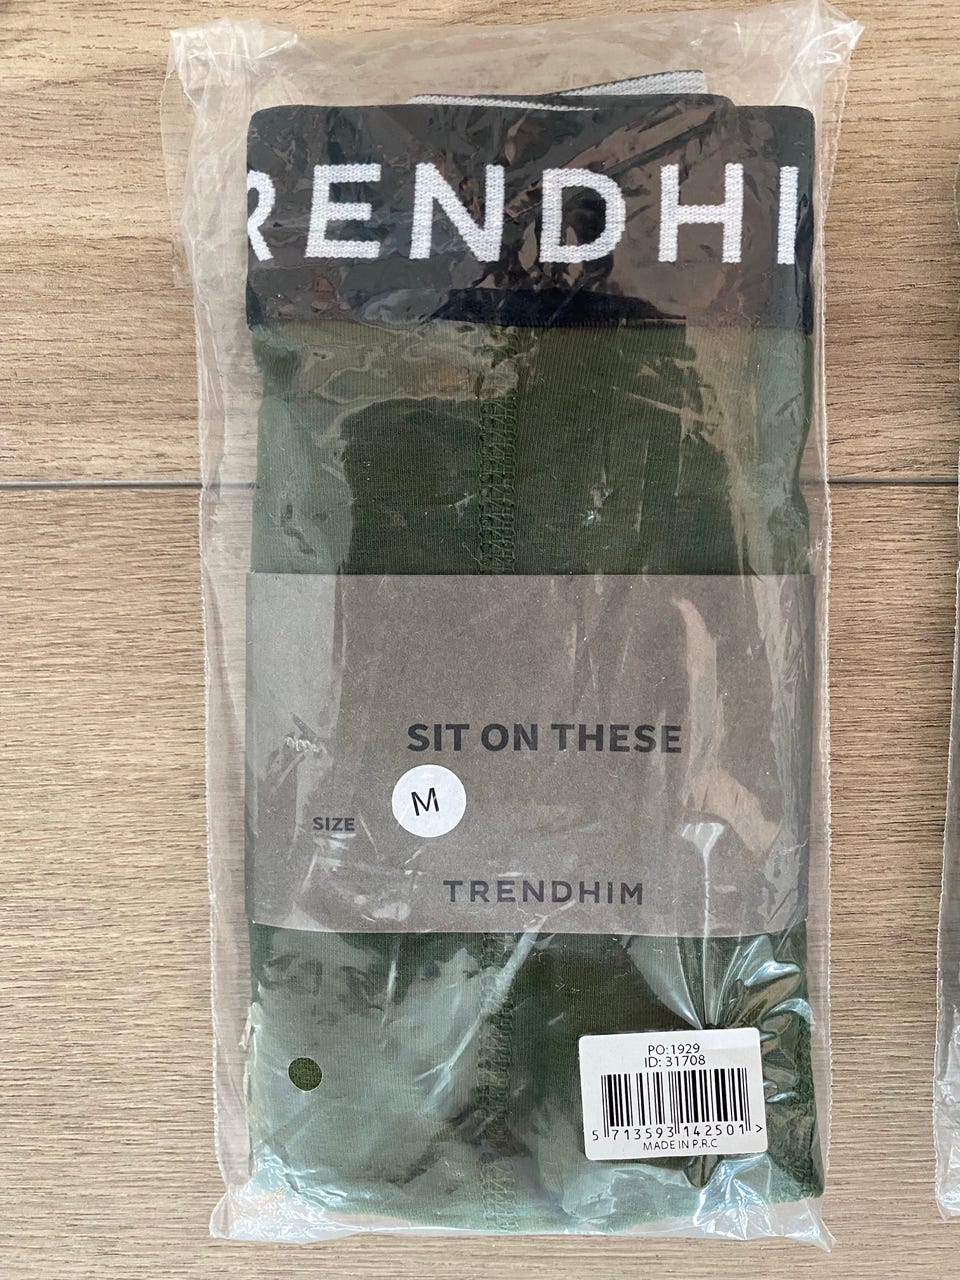 RENDHI
SIT ON THESE
M
SIZE
TRENDHIM
PO:1929
ID: 31708
5 713593 142501 >
MADE IN P.R.C